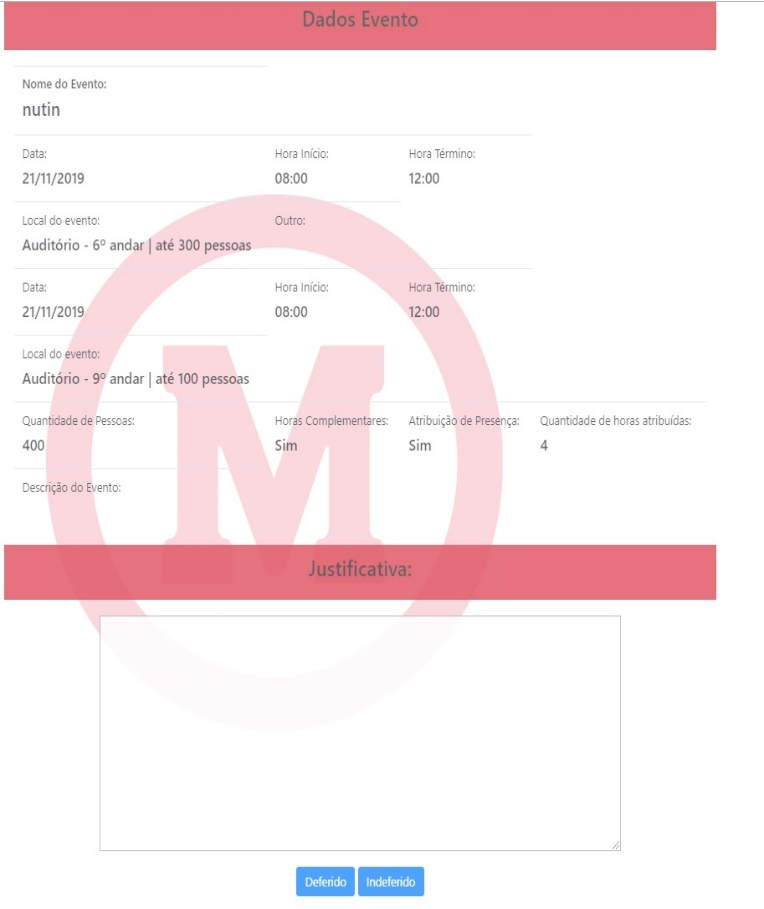 Dados Evento
Nome do Evento:
nutin
Data: Hora Início: Hora Término:
21/11/2019 08:00 12:00
Local do evento: Outro:
Auditório - 6º andar | até 300 pessoas
Data: Hora Início: Hora Término:
21/11/2019 08:00 12:00
Local do evento:
Auditório - 9º andar | até 100 pessoas
Quantidade de Pessoas: Horas Complementares: Atribuição de Presença: Quantidade de horas atribuídas:
400 Sim Sim 4
Descrição do Evento:
M
Justificativa:
Deferido Indeferido